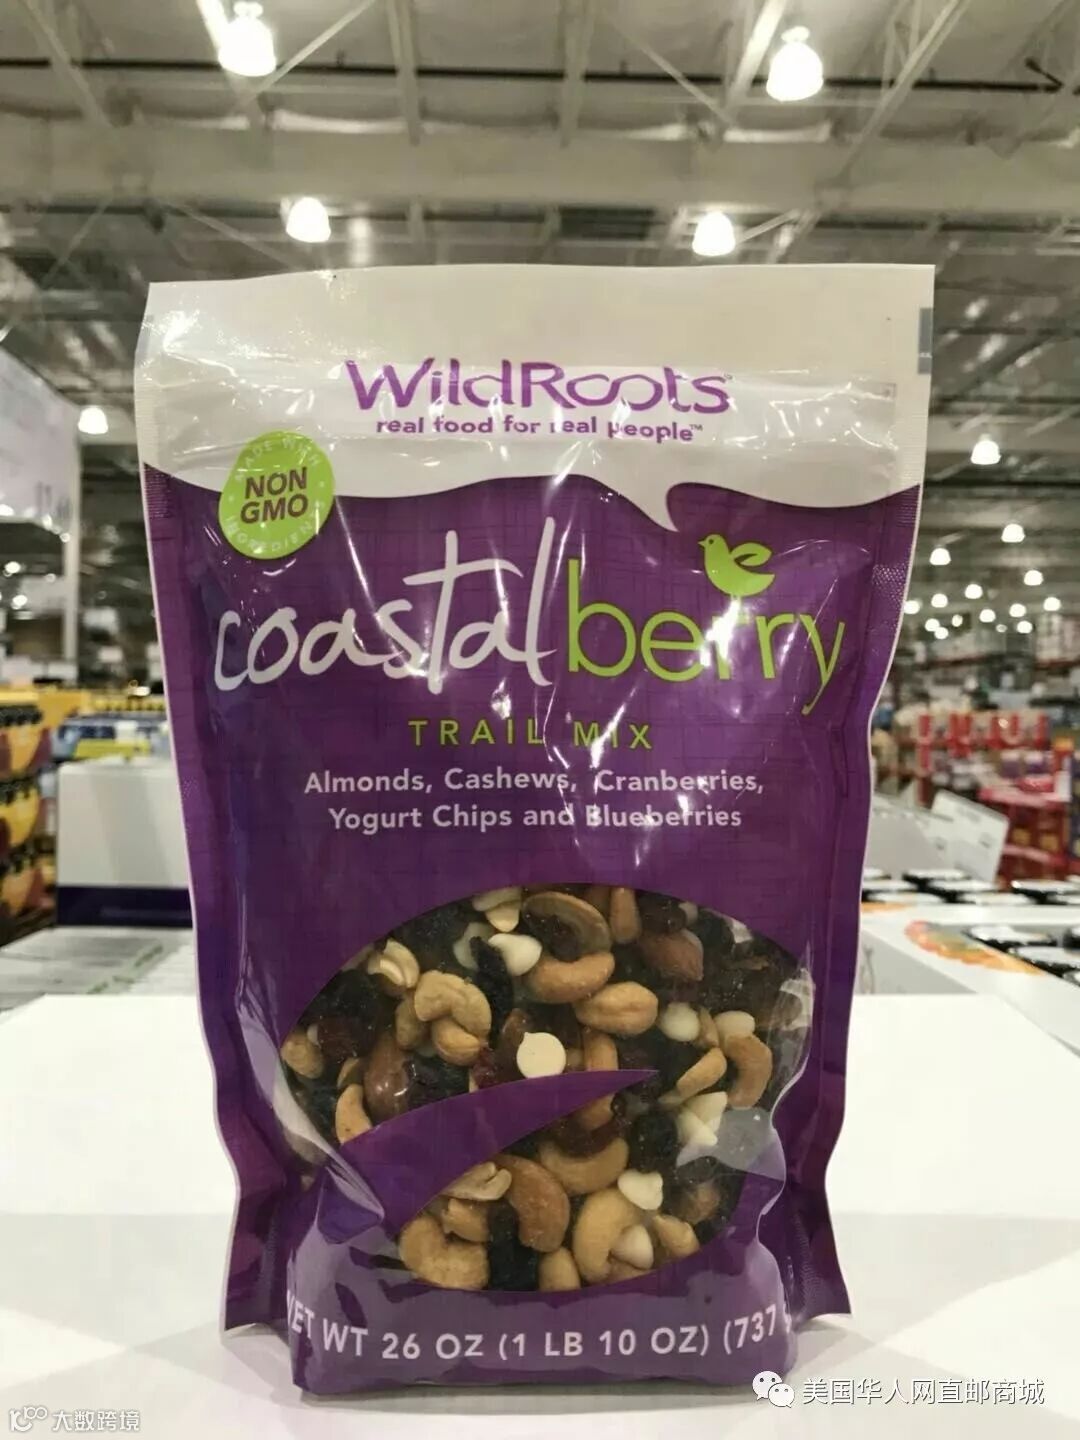 WildRoots
real food for real people™
MADE WITH
NON
GMO
INGREDIENTS
coastalberry
TRAIL MIX
Almonds, Cashews, Cranberries,
Yogurt Chips and Blueberries
NET WT 26 OZ (1 LB 10 OZ) (737
美国华人网直邮商城
大数跨境